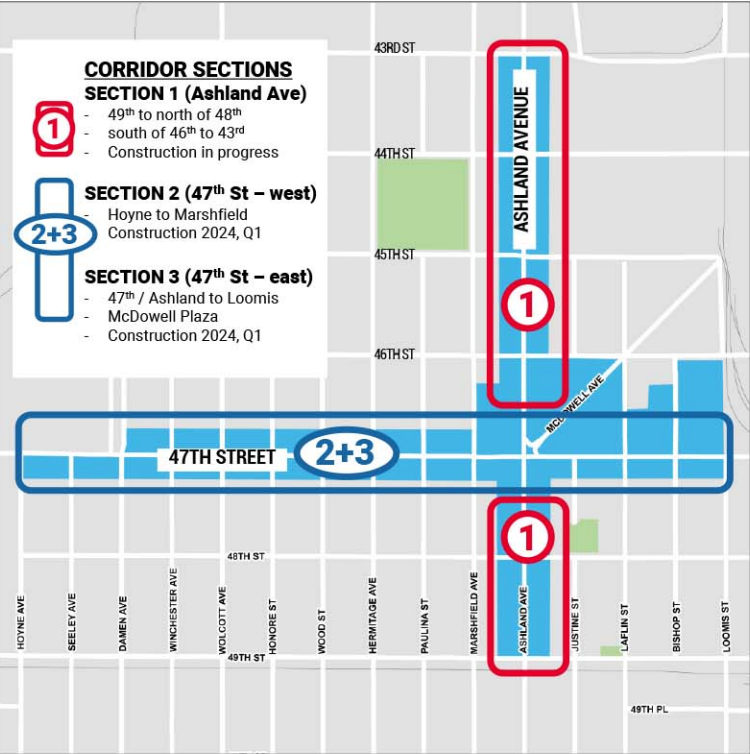 CORRIDOR SECTIONS
SECTION 1 (Ashland Ave)
- 49th to north of 48th
- south of 46th to 43rd
- Construction in progress
1
SECTION 2 (47th St – west)
- Hoyne to Marshfield
Construction 2024, Q1
2+3
SECTION 3 (47th St – east)
- 47th / Ashland to Loomis
- McDowell Plaza
- Construction 2024, Q1
43RD ST
ASHLAND AVENUE
44TH ST
45TH ST
1
46TH ST
MCDOWELL AVE
47TH STREET
2+3
1
48TH ST
HOYNE AVE
SEELEY AVE
DAMEN AVE
WINCHESTER AVE
WOLCOTT AVE
HONORE ST
WOOD ST
HERMITAGE AVE
PAULINA ST
MARSHFIELD AVE
ASHLAND AVE
JUSTINE ST
LAFLIN ST
BISHOP ST
LOOMIS ST
49TH ST
49TH PL